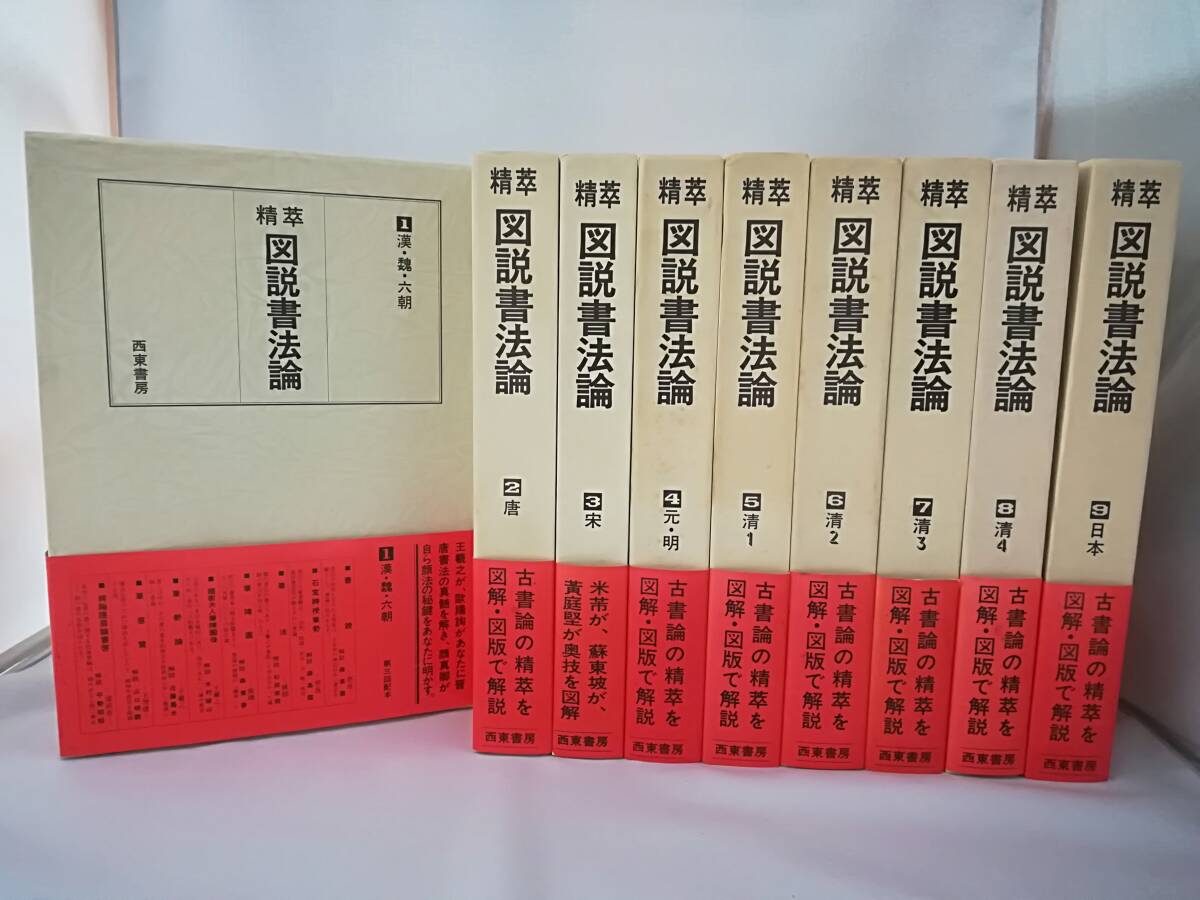 精萃
図説書法論
1 漢・魏・六朝
西東書房
王羲之が、歐陽詢があなたに晋
唐書法の真髄を解き、顔真卿が
自ら顔法の秘鍵をあなたに明かす。
1 漢・魏・六朝
第三回配本
精萃
図説書法論
2 唐
古書論の精萃を
図解・図版で解説
西東書房
精萃
図説書法論
3 宋
米芾が、蘇東坡が、
黃庭堅が奥技を図解
西東書房
精萃
図説書法論
4 元・明
古書論の精萃を
図解・図版で解説
西東書房
精萃
図説書法論
5 清1
古書論の精萃を
図解・図版で解説
西東書房
精萃
図説書法論
6 清2
古書論の精萃を
図解・図版で解説
西東書房
精萃
図説書法論
7 清3
古書論の精萃を
図解・図版で解説
西東書房
精萃
図説書法論
8 清4
古書論の精萃を
図解・図版で解説
西東書房
精萃
図説書法論
9 日本
古書論の精萃を
図解・図版で解説
西東書房